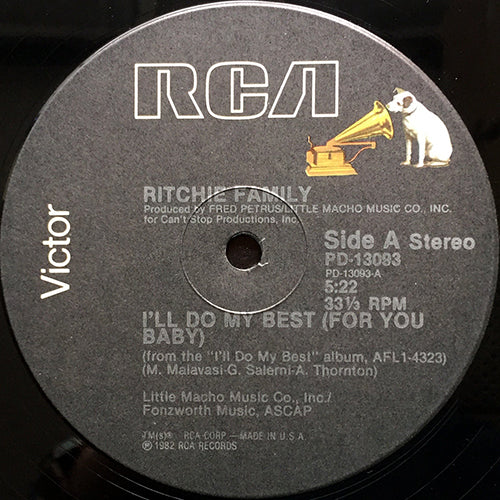 RCA
Victor
RITCHIE FAMILY
Produced by FRED PETRUS/LITTLE MACHO MUSIC CO., INC.
for Can't Stop Productions, Inc.
Side A Stereo
PD-13093
PD-13093-A
5:22
33⅓ RPM
I'LL DO MY BEST (FOR YOU
BABY)
(from the "I'll Do My Best" album, AFL1-4323)
(M. Malavasi-G. Salerni-A. Thornton)
Little Macho Music Co., Inc./
Fonzworth Music, ASCAP
TM(s)® RCA CORP.—MADE IN U.S.A.
℗1982 RCA RECORDS